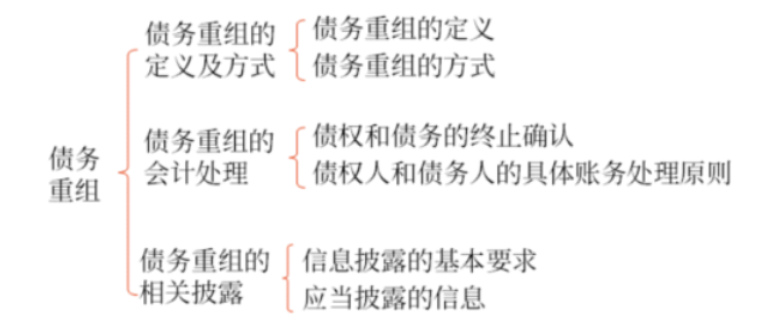 债务
重组
债务重组的
定义及方式
债务重组的定义
债务重组的方式
债务重组的
会计处理
债权和债务的终止确认
债权人和债务人的具体账务处理原则
债务重组的
相关披露
信息披露的基本要求
应当披露的信息